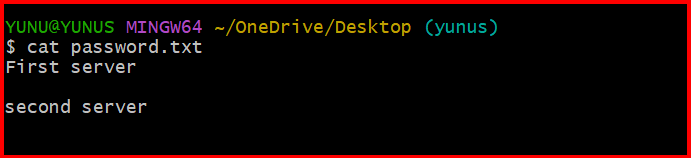 YUNU@YUNUS MINGW64 ~/OneDrive/Desktop (yunus)
$ cat password.txt
First server
second server